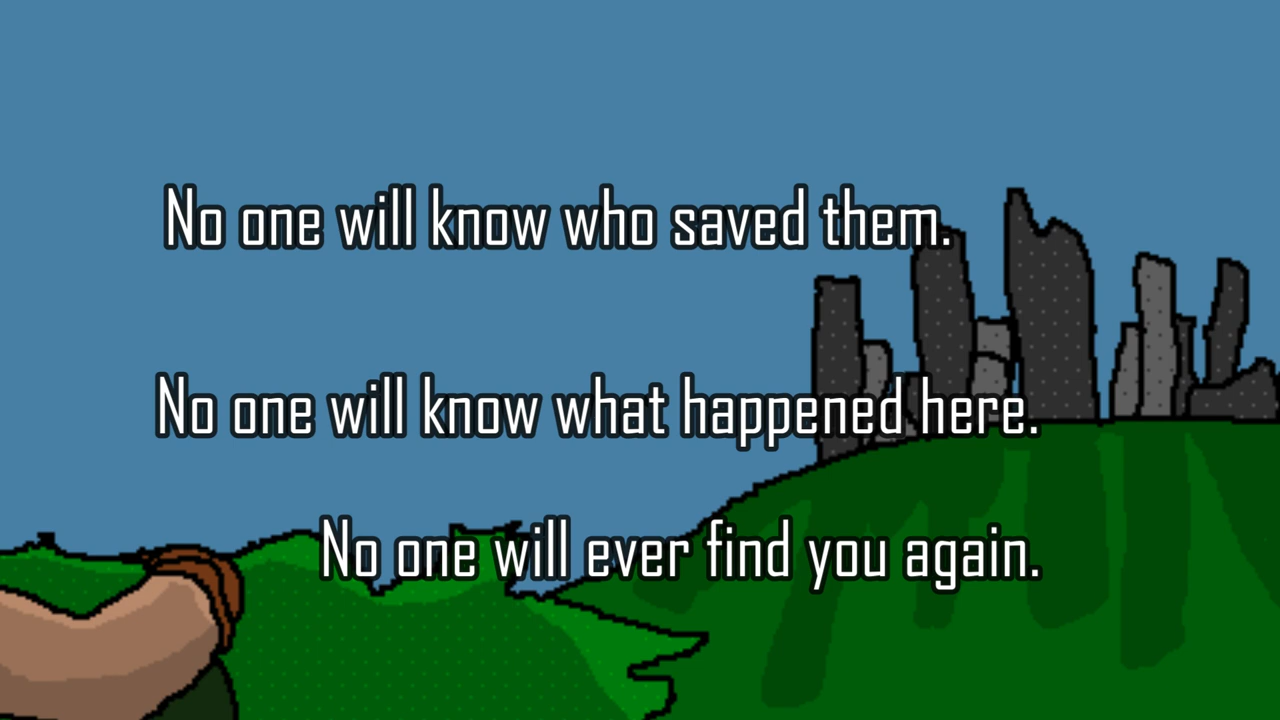 No one will know who saved them.
No one will know what happened here.
No one will ever find you again.